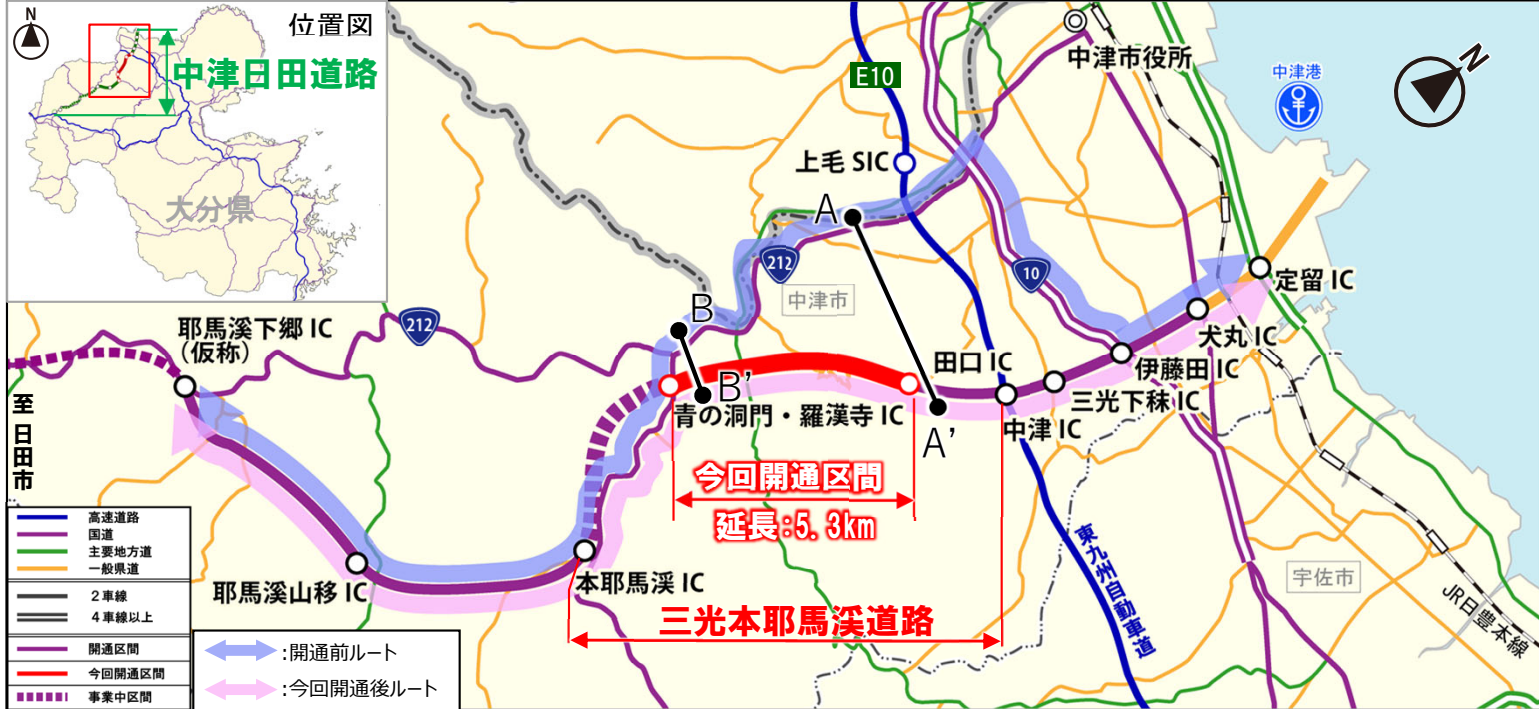 N
位置図
中津日田道路
大分県
E10
中津市役所
中津港
N
上毛 SIC
A
212
10
中津市
定留 IC
B
212
耶馬溪下郷 IC
(仮称)
犬丸 IC
田口 IC
伊藤田 IC
B'
三光下秣 IC
至日田市
青の洞門・羅漢寺 IC
中津 IC
A'
今回開通区間
延長:5.3km
東九州自動車道
宇佐市
JR日豊本線
耶馬溪山移 IC
本耶馬渓 IC
三光本耶馬渓道路
高速道路
国道
主要地方道
一般県道
2車線
4車線以上
開通区間
今回開通区間
事業中区間
:開通前ルート
:今回開通後ルート